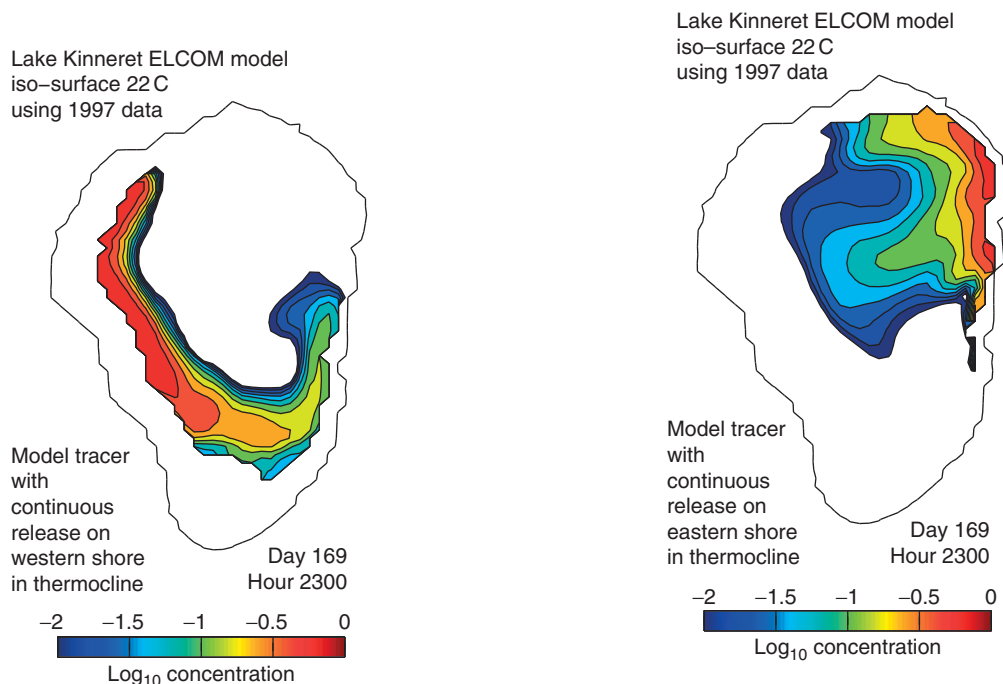 Lake Kinneret ELCOM model
iso–surface 22 C
using 1997 data
Model tracer
with
continuous
release on
western shore
in thermocline
Day 169
Hour 2300
–2 –1.5 –1 –0.5 0
Log10 concentration
Lake Kinneret ELCOM model
iso–surface 22 C
using 1997 data
Model tracer
with
continuous
release on
eastern shore
in thermocline
Day 169
Hour 2300
–2 –1.5 –1 –0.5 0
Log10 concentration